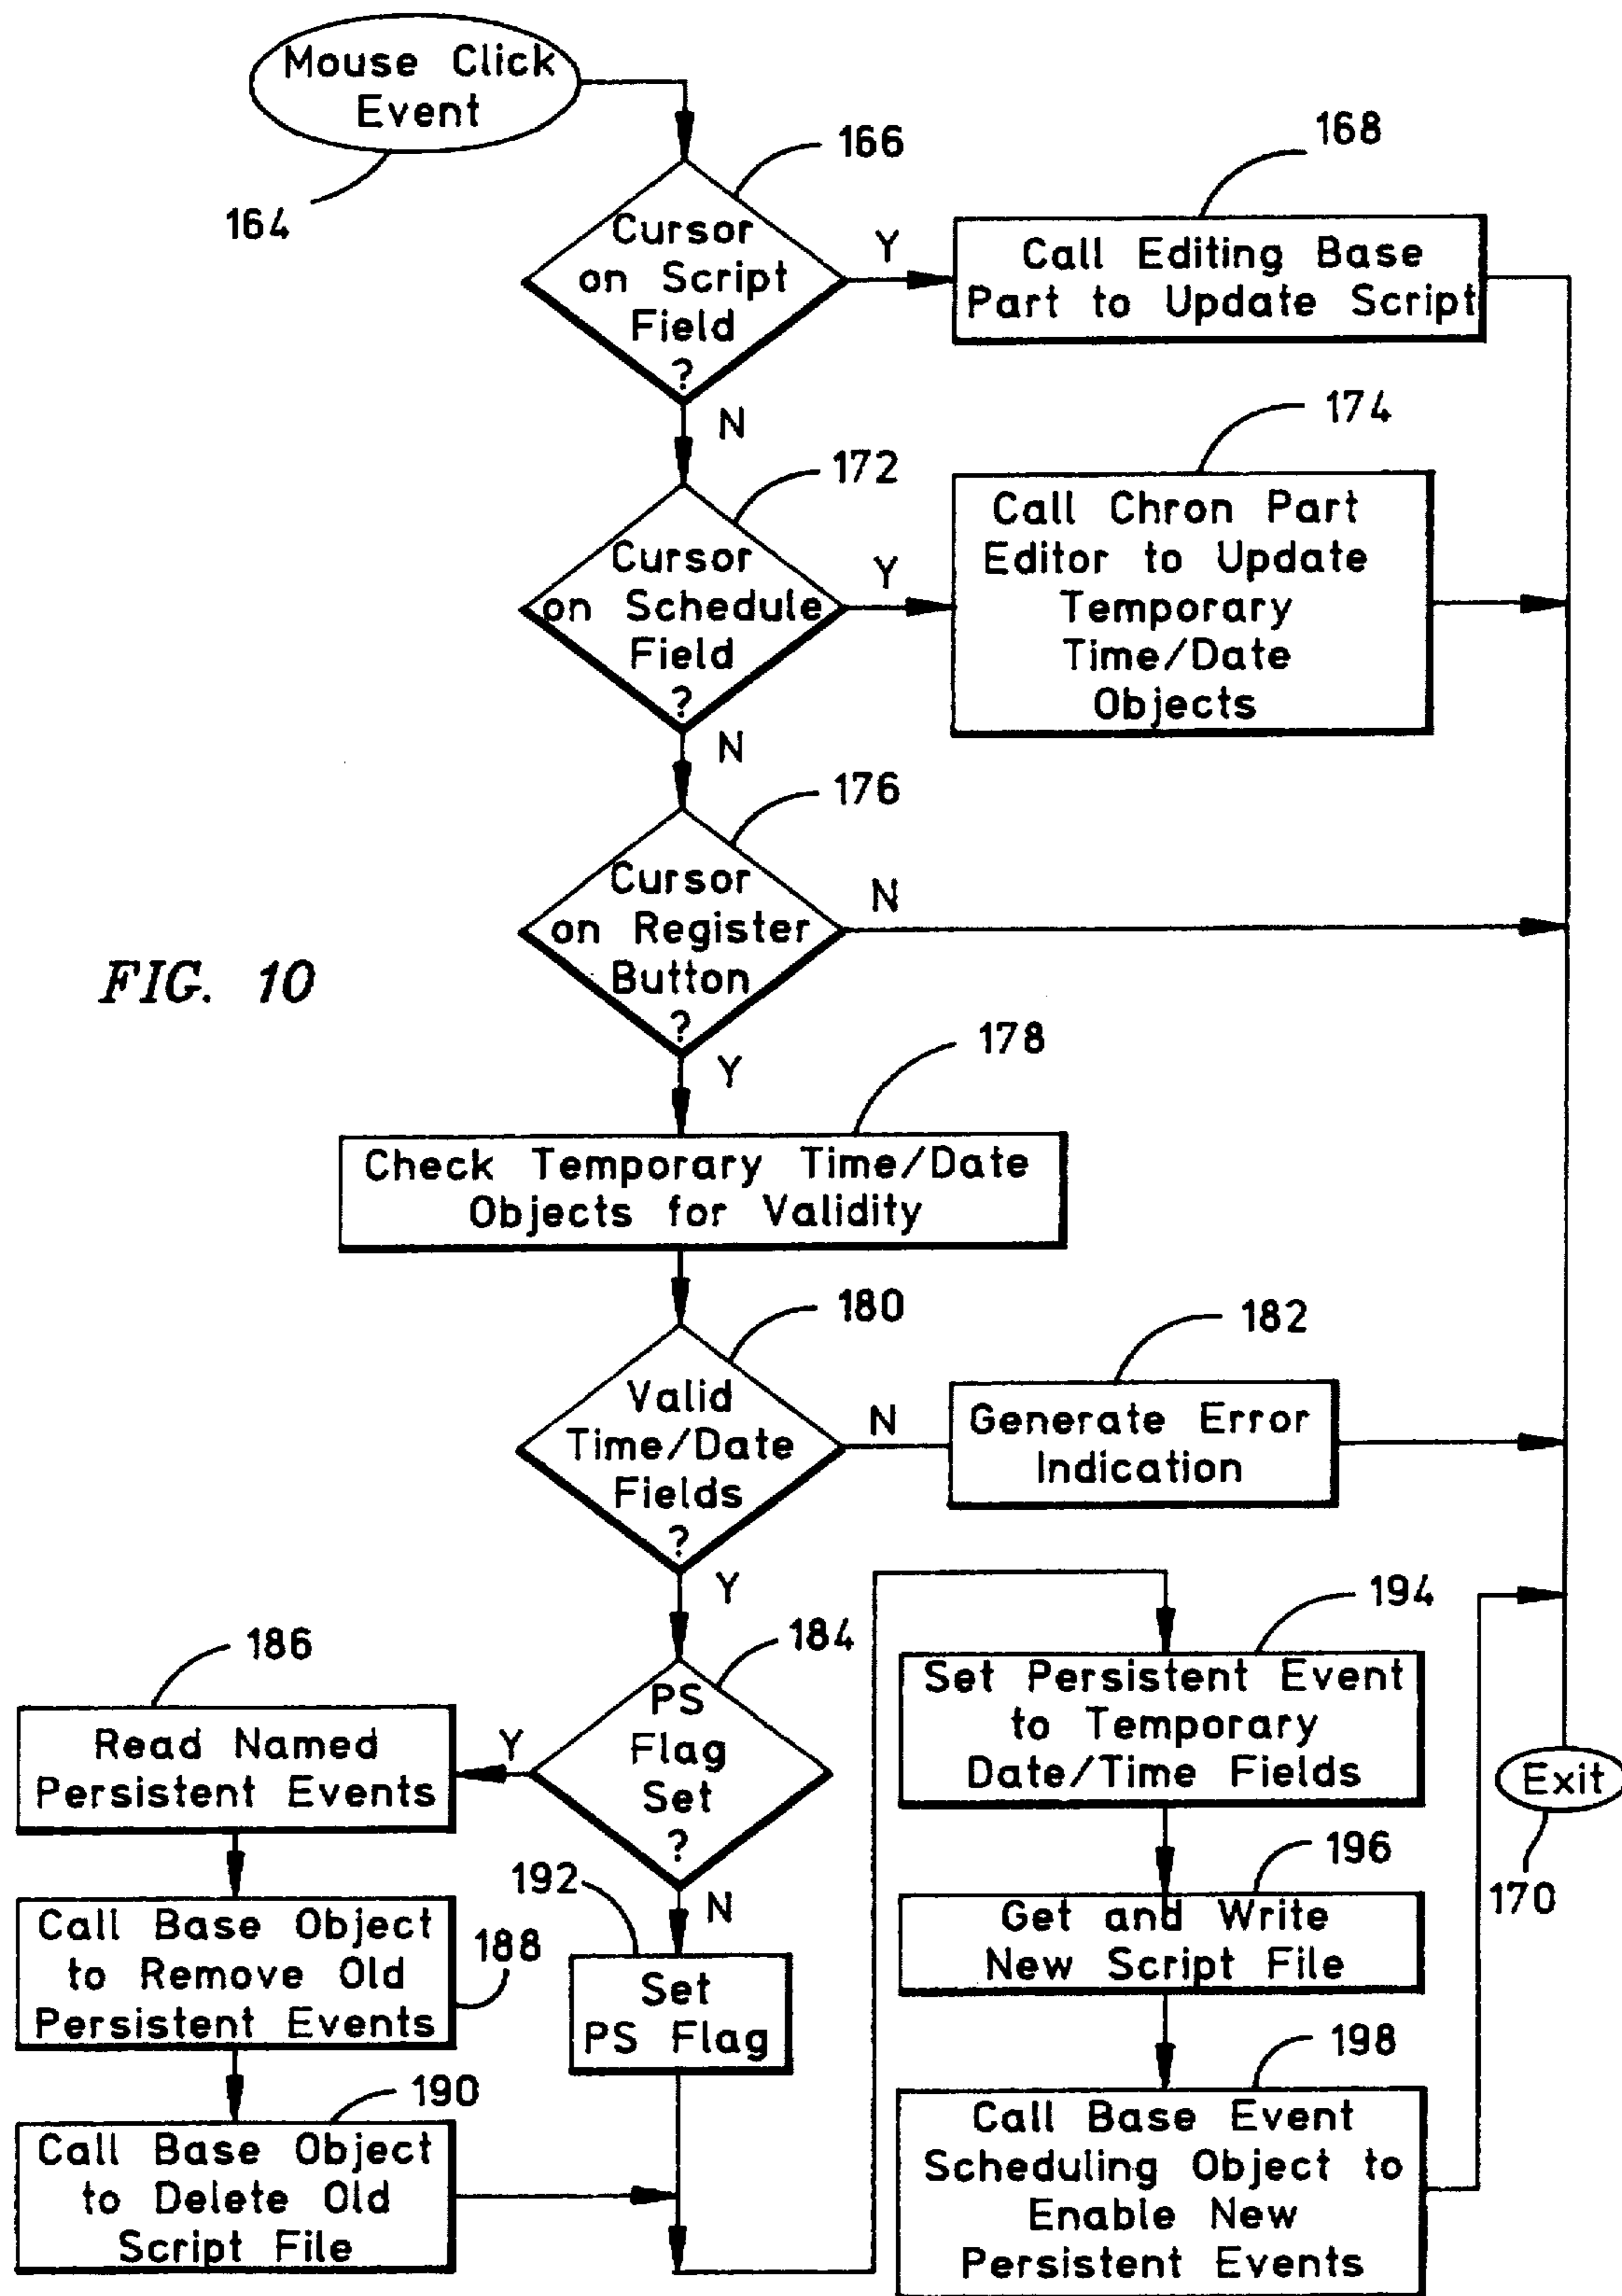 Mouse Click
Event
164
166
Cursor
on Script
Field
?
Y
N
168
Call Editing Base
Part to Update Script
172
Cursor
on Schedule
Field
?
Y
N
174
Call Chron Part
Editor to Update
Temporary
Time/Date
Objects
176
Cursor
on Register
Button
?
N
Y
FIG. 10
178
Check Temporary Time/Date
Objects for Validity
180
Valid
Time/Date
Fields
?
N
Y
182
Generate Error
Indication
184
PS
Flag
Set
?
Y
N
186
Read Named
Persistent Events
188
Call Base Object
to Remove Old
Persistent Events
190
Call Base Object
to Delete Old
Script File
192
Set
PS Flag
194
Set Persistent Event
to Temporary
Date/Time Fields
196
Get and Write
New Script File
198
Call Base Event
Scheduling Object to
Enable New
Persistent Events
Exit
170